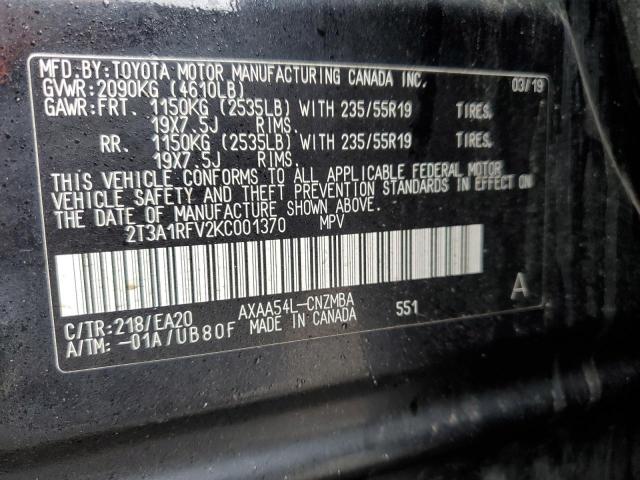 MFD.BY:TOYOTA MOTOR MANUFACTURING CANADA INC. 03/19
GVWR:2090KG (4610LB)
GAWR:FRT. 1150KG (2535LB) WITH 235/55R19 TIRES,
19X7.5J RIMS.
RR. 1150KG (2535LB) WITH 235/55R19 TIRES,
19X7.5J RIMS.
THIS VEHICLE CONFORMS TO ALL APPLICABLE FEDERAL MOTOR
VEHICLE SAFETY AND THEFT PREVENTION STANDARDS IN EFFECT ON
THE DATE OF MANUFACTURE SHOWN ABOVE.
2T3A1RFV2KC001370 MPV
A
C/TR:218/EA20 AXAA54L-CNZMBA 551
A/TM: -01A/UB80F MADE IN CANADA